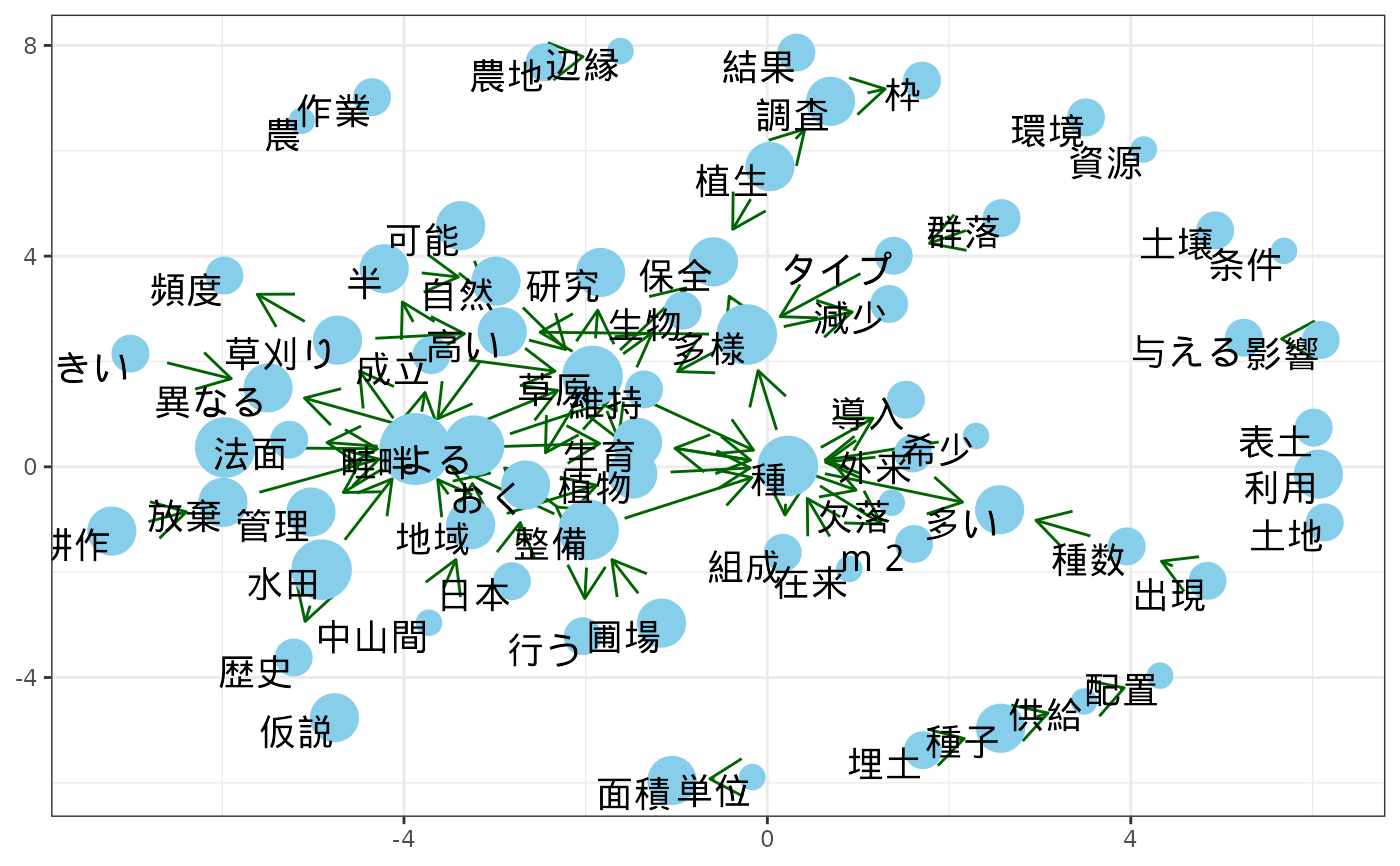 8
農地
辺縁
結果
調査
枠
作業
農
環境
資源
植生
可能
群落
土壌
条件
4
半
頻度
自然
研究
保全
タイプ
減少
生物
高い
多様
草刈り
成立
与える
影響
きい
異なる
草原
維持
導入
希少
表土
法面
畦畔
よる
生育
種
外来
0
利用
おく
植物
放棄
管理
欠落
多い
土地
耕作
地域
整備
組成
在来
m 2
種数
水田
日本
出現
中山間
行う
圃場
歴史
-4
仮説
配置
供給
種子
埋土
面積
単位
-4
0
4